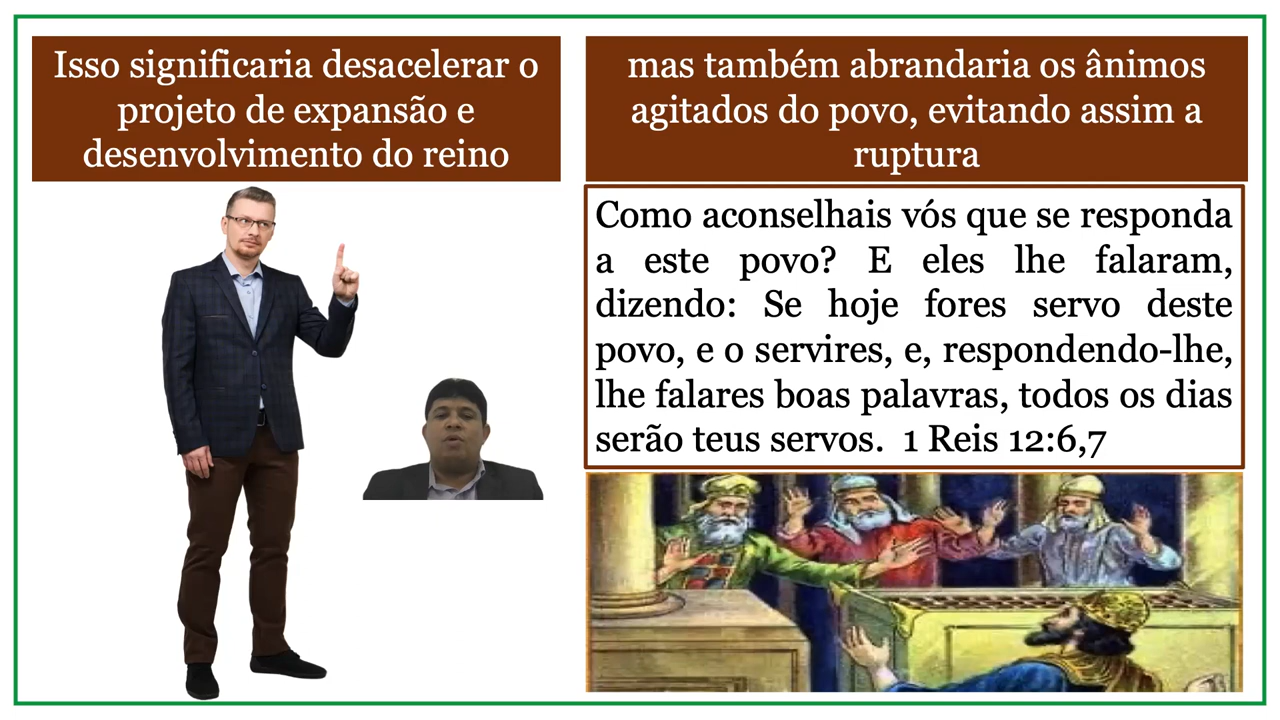 Isso significaria desacelerar o
projeto de expansão e
desenvolvimento do reino
mas também abrandaria os ânimos
agitados do povo, evitando assim a
ruptura
Como aconselhais vós que se responda
a este povo? E eles lhe falaram,
dizendo: Se hoje fores servo deste
povo, e o servires, e, respondendo-lhe,
lhe falares boas palavras, todos os dias
serão teus servos. 1 Reis 12:6,7